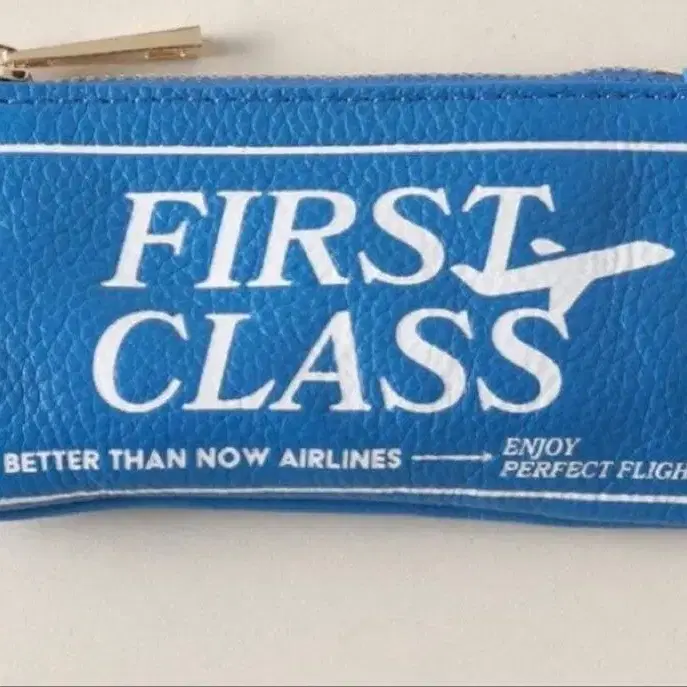 FIRST
CLASS
BETTER THAN NOW AIRLINES
ENJOY
PERFECT FLIGH